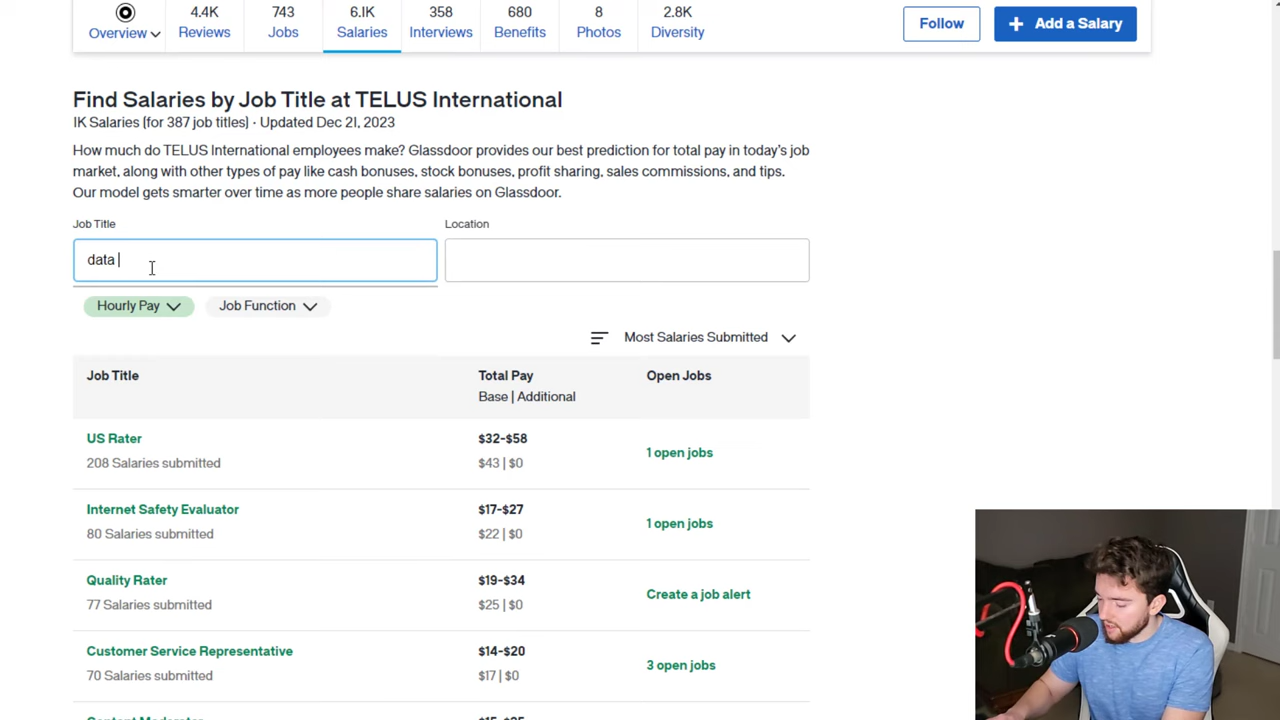 4.4K
743
6.1K
358
680
8
2.8K
Overview
Reviews
Jobs
Salaries
Interviews
Benefits
Photos
Diversity
Follow
+ Add a Salary
Find Salaries by Job Title at TELUS International
1K Salaries (for 387 job titles) · Updated Dec 21, 2023
How much do TELUS International employees make? Glassdoor provides our best prediction for total pay in today's job
market, along with other types of pay like cash bonuses, stock bonuses, profit sharing, sales commissions, and tips.
Our model gets smarter over time as more people share salaries on Glassdoor.
Job Title
Location
data
Hourly Pay
Job Function
Most Salaries Submitted
Job Title
Total Pay
Open Jobs
Base | Additional
US Rater
$32-$58
208 Salaries submitted
$43 | $0
1 open jobs
Internet Safety Evaluator
$17-$27
80 Salaries submitted
$22 | $0
1 open jobs
Quality Rater
$19-$34
77 Salaries submitted
$25 | $0
Create a job alert
Customer Service Representative
$14-$20
70 Salaries submitted
$17 | $0
3 open jobs